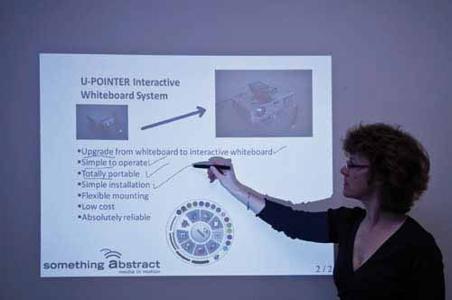 U-POINTER Interactive
Whiteboard System
•Upgrade from whiteboard to interactive whiteboard
•Simple to operate
•Totally portable
•Simple installation
•Flexible mounting
•Low cost
•Absolutely reliable
something abstract
media in motion
2 / 2